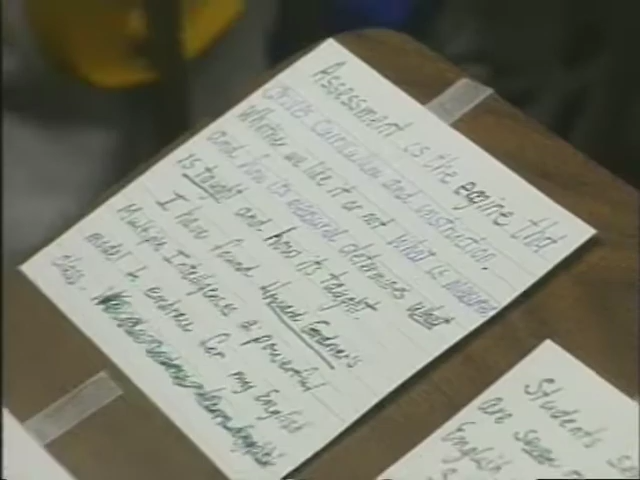 Assessment is the engine that
drives curriculum and instruction.
Whether we like it or not what is measured
and how its measured determines what
is taught and how its taught.
I have found Howard Gardner's
Multiple Intelligences a powerful
model to embrace for my English
class.
Students
are seven
English